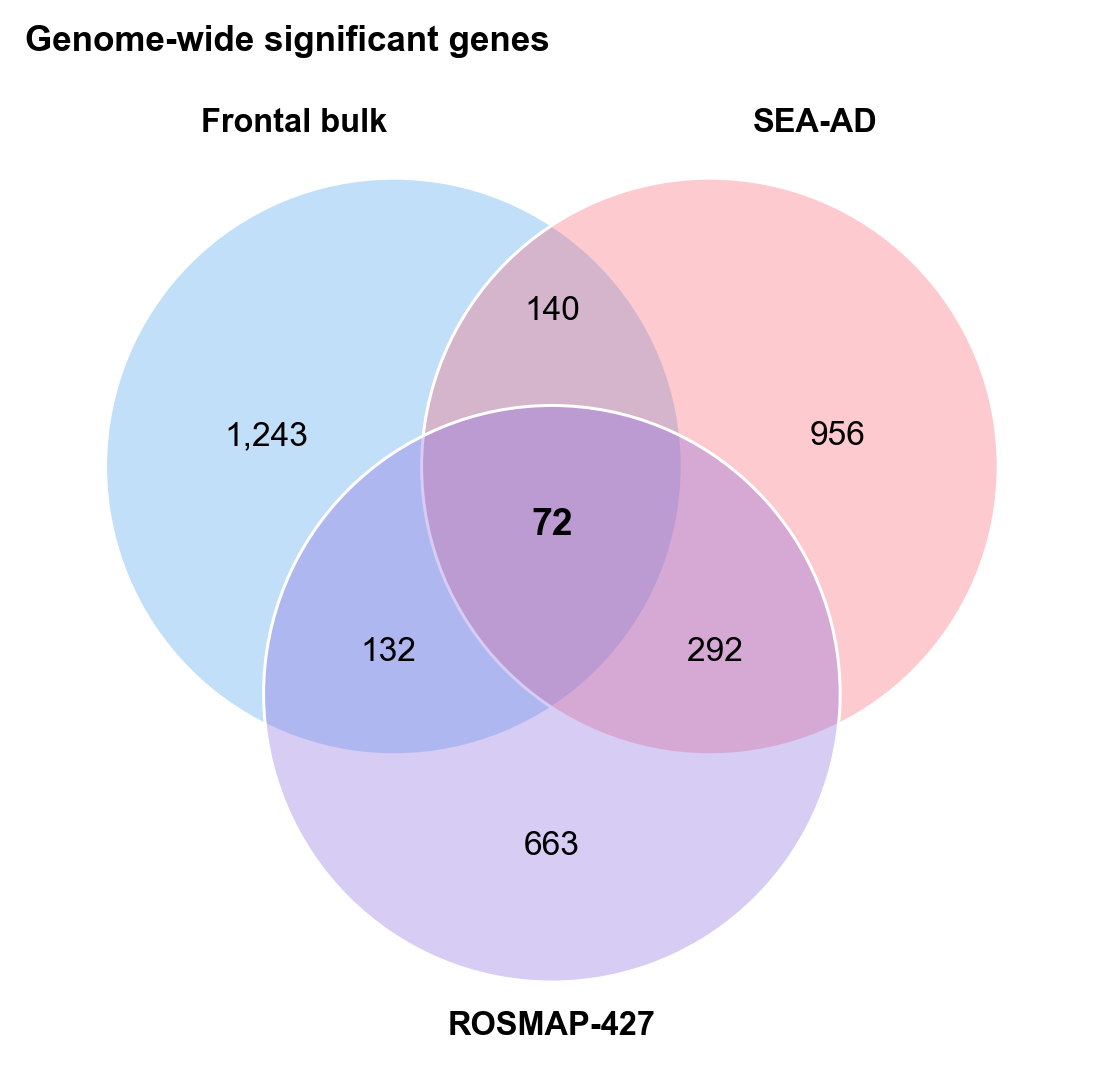 Genome-wide significant genes
Frontal bulk
SEA-AD
140
1,243
956
72
132
292
663
ROSMAP-427